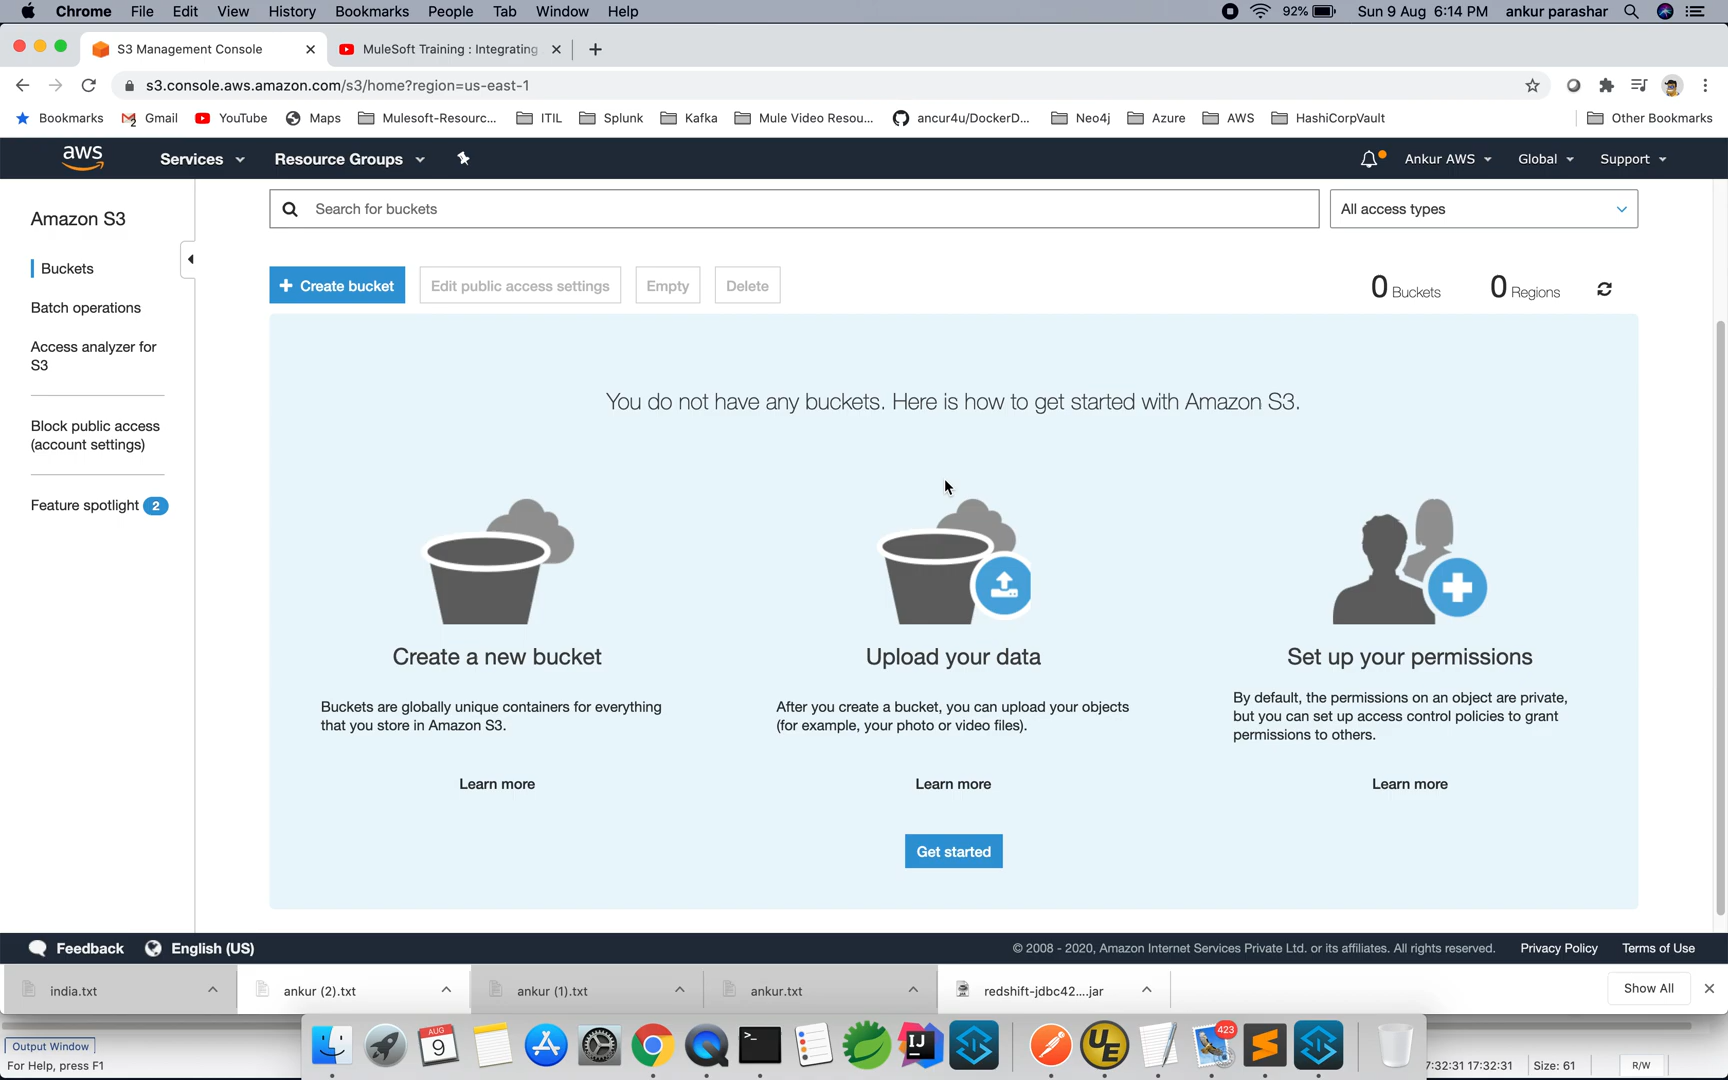 Chrome File Edit View History Bookmarks People Tab Window Help
92% Sun 9 Aug 6:14 PM ankur parashar
S3 Management Console
MuleSoft Training : Integrating
s3.console.aws.amazon.com/s3/home?region=us-east-1
Bookmarks Gmail YouTube Maps Mulesoft-Resourc... ITIL Splunk Kafka Mule Video Resou... ancur4u/DockerD... Neo4j Azure AWS HashiCorpVault Other Bookmarks
aws Services Resource Groups Ankur AWS Global Support
Amazon S3
Buckets
Batch operations
Access analyzer for
S3
Block public access
(account settings)
Feature spotlight 2
Search for buckets
All access types
+ Create bucket Edit public access settings Empty Delete
0 Buckets 0 Regions
You do not have any buckets. Here is how to get started with Amazon S3.
Create a new bucket
Buckets are globally unique containers for everything
that you store in Amazon S3.
Learn more
Upload your data
After you create a bucket, you can upload your objects
(for example, your photo or video files).
Learn more
Set up your permissions
By default, the permissions on an object are private,
but you can set up access control policies to grant
permissions to others.
Learn more
Get started
Feedback English (US)
© 2008 - 2020, Amazon Internet Services Private Ltd. or its affiliates. All rights reserved. Privacy Policy Terms of Use
india.txt ankur (2).txt ankur (1).txt ankur.txt redshift-jdbc42....jar Show All
Output Window
For Help, press F1
AUG
9
IJ
UE
423
7:32:31 17:32:31 Size: 61 R/W